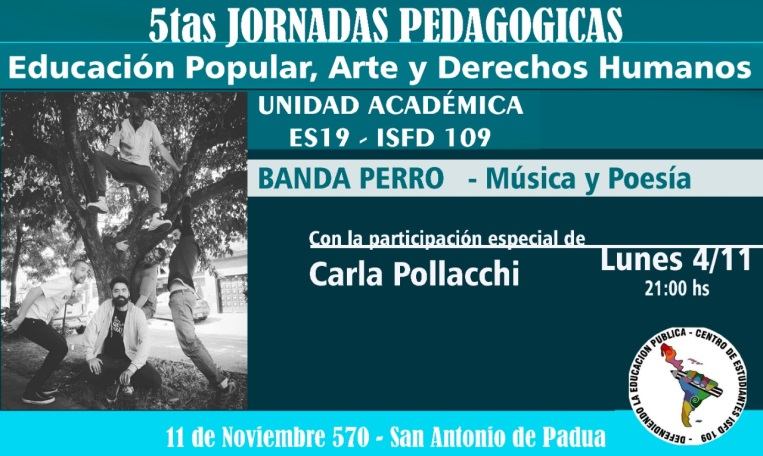 5tas JORNADAS PEDAGOGICAS
Educación Popular, Arte y Derechos Humanos
UNIDAD ACADÉMICA
ES19 - ISFD 109
BANDA PERRO - Música y Poesía
Con la participación especial de
Carla Pollacchi
Lunes 4/11
21:00 hs
DEFENDIENDO LA EDUCACION PUBLICA - CENTRO DE ESTUDIANTES ISFD 109 -
11 de Noviembre 570 - San Antonio de Padua